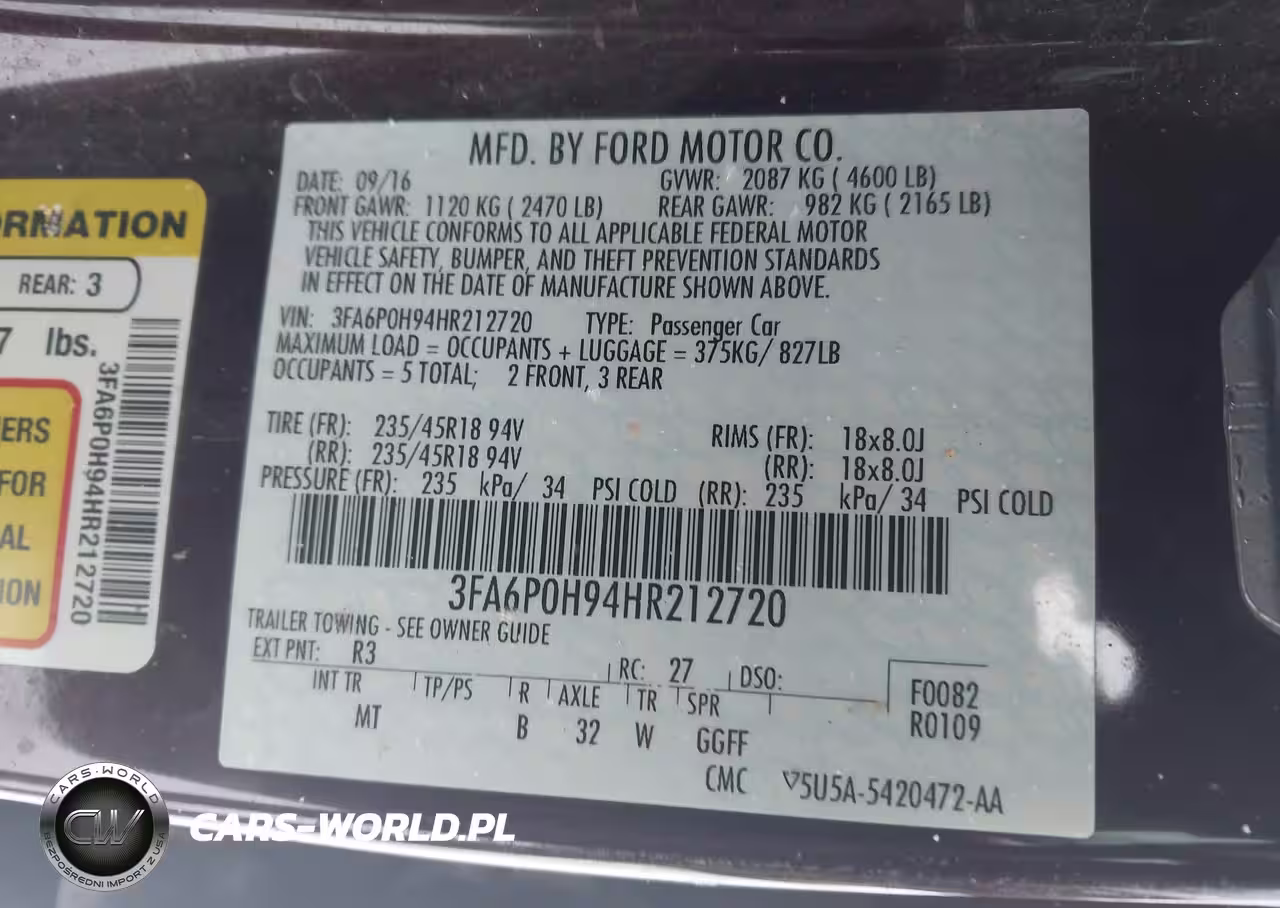 MFD. BY FORD MOTOR CO.
DATE: 09/16 GVWR: 2087 KG ( 4600 LB)
FRONT GAWR: 1120 KG ( 2470 LB) REAR GAWR: 982 KG ( 2165 LB)
THIS VEHICLE CONFORMS TO ALL APPLICABLE FEDERAL MOTOR
VEHICLE SAFETY, BUMPER, AND THEFT PREVENTION STANDARDS
IN EFFECT ON THE DATE OF MANUFACTURE SHOWN ABOVE.
VIN: 3FA6P0H94HR212720 TYPE: Passenger Car
MAXIMUM LOAD = OCCUPANTS + LUGGAGE = 375KG/ 827LB
OCCUPANTS = 5 TOTAL; 2 FRONT, 3 REAR
TIRE (FR): 235/45R18 94V RIMS (FR): 18x8.0J
(RR): 235/45R18 94V (RR): 18x8.0J
PRESSURE (FR): 235 kPa/ 34 PSI COLD (RR): 235 kPa/ 34 PSI COLD
3FA6P0H94HR212720
TRAILER TOWING - SEE OWNER GUIDE
EXT PNT: R3 RC: 27 DSO:
INT TR TP/PS R AXLE TR SPR
MT B 32 W GGFF
F0082
R0109
CMC V5U5A-5420472-AA
RMATION
REAR: 3
7 lbs.
3FA6P0H94HR212720
ERS
FOR
AL
ION
CARS-WORLD
CW
BEZPOŚREDNI IMPORT Z USA
CARS-WORLD.PL